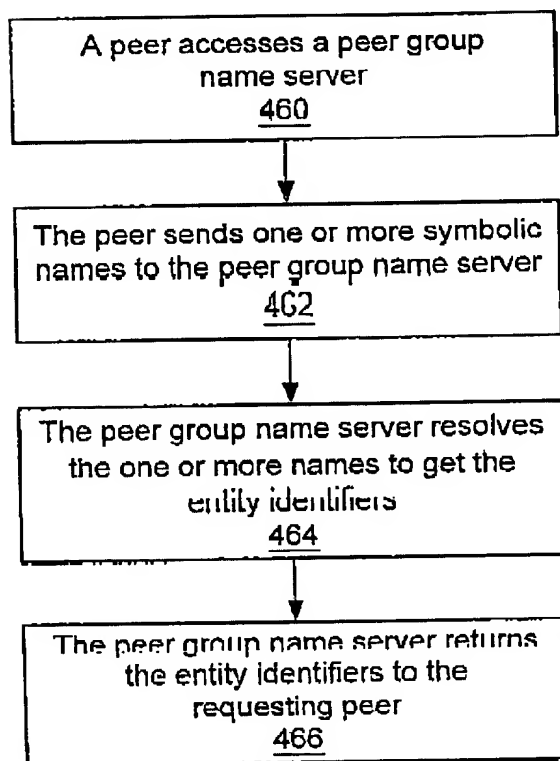 A peer accesses a peer group
name server
460
The peer sends one or more symbolic
names to the peer group name server
462
The peer group name server resolves
the one or more names to get the
entity identifiers
464
The peer group name server returns
the entity identifiers to the
requesting peer
466